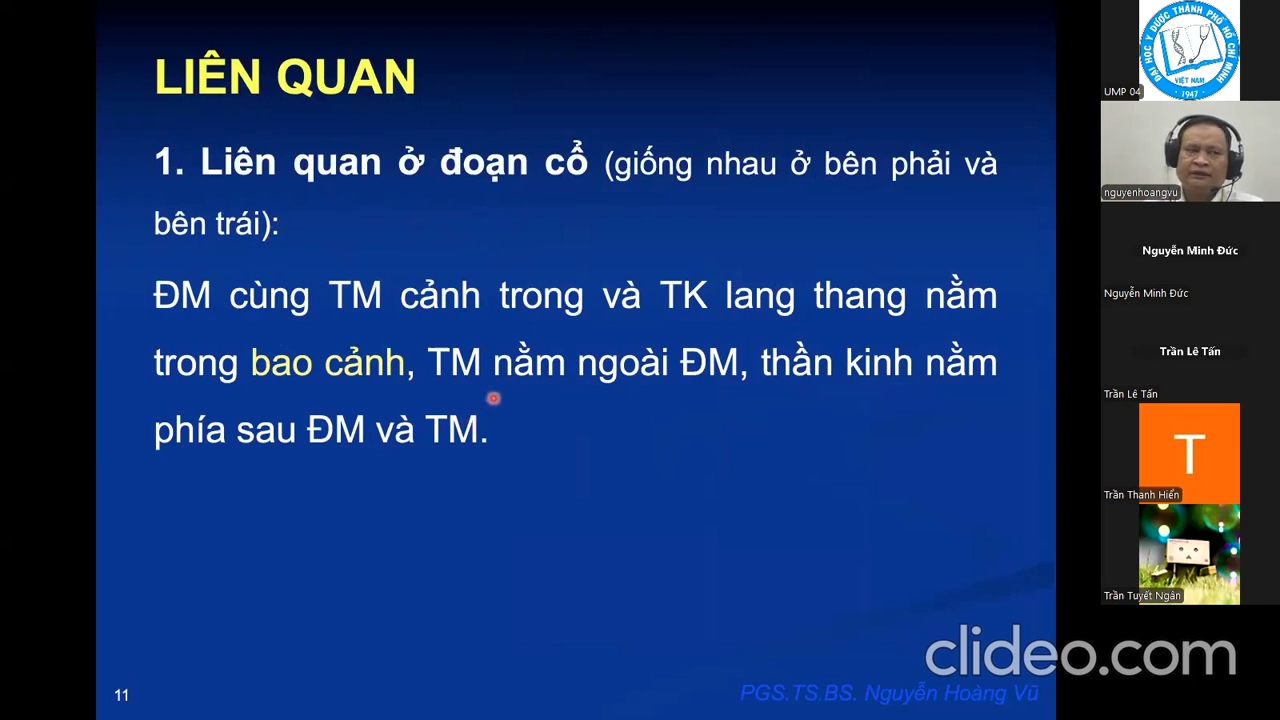 LIÊN QUAN
1. Liên quan ở đoạn cổ (giống nhau ở bên phải và
bên trái):
ĐM cùng TM cảnh trong và TK lang thang nằm
trong bao cảnh, TM nằm ngoài ĐM, thần kinh nằm
phía sau ĐM và TM.
11
PGS.TS.BS. Nguyễn Hoàng Vũ
ĐẠI HỌC Y DƯỢC THÀNH PHỐ HỒ CHÍ MINH
VIỆT NAM
1947
UMP 04
nguyenhoangvu
Nguyễn Minh Đức
Nguyễn Minh Đức
Trần Lê Tấn
Trần Lê Tấn
T
Trần Thanh Hiển
Trần Tuyết Ngân
clideo.com